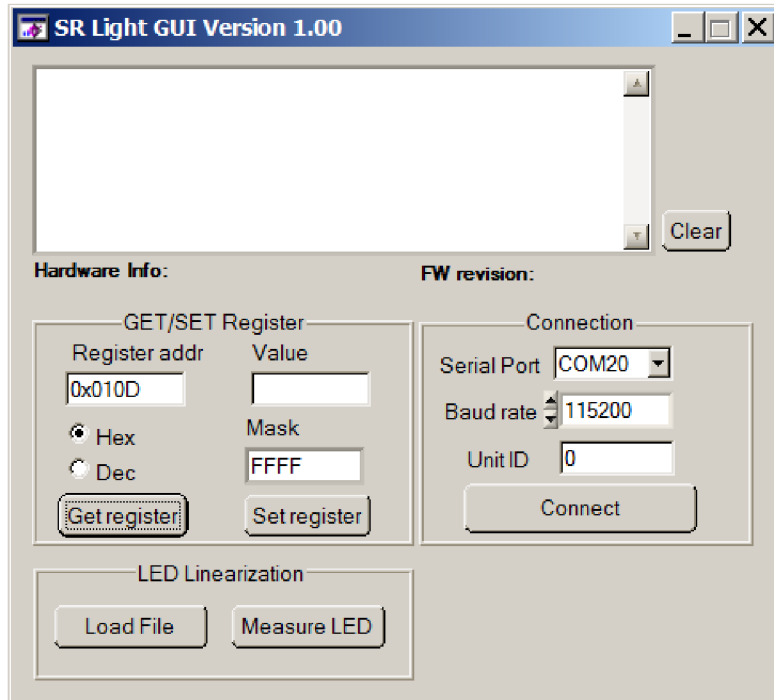 SR Light GUI Version 1.00
Clear
Hardware Info:
FW revision:
GET/SET Register
Register addr
Value
0x010D
Hex
Mask
Dec
FFFF
Get register
Set register
Connection
Serial Port COM20
Baud rate 115200
Unit ID 0
Connect
LED Linearization
Load File
Measure LED